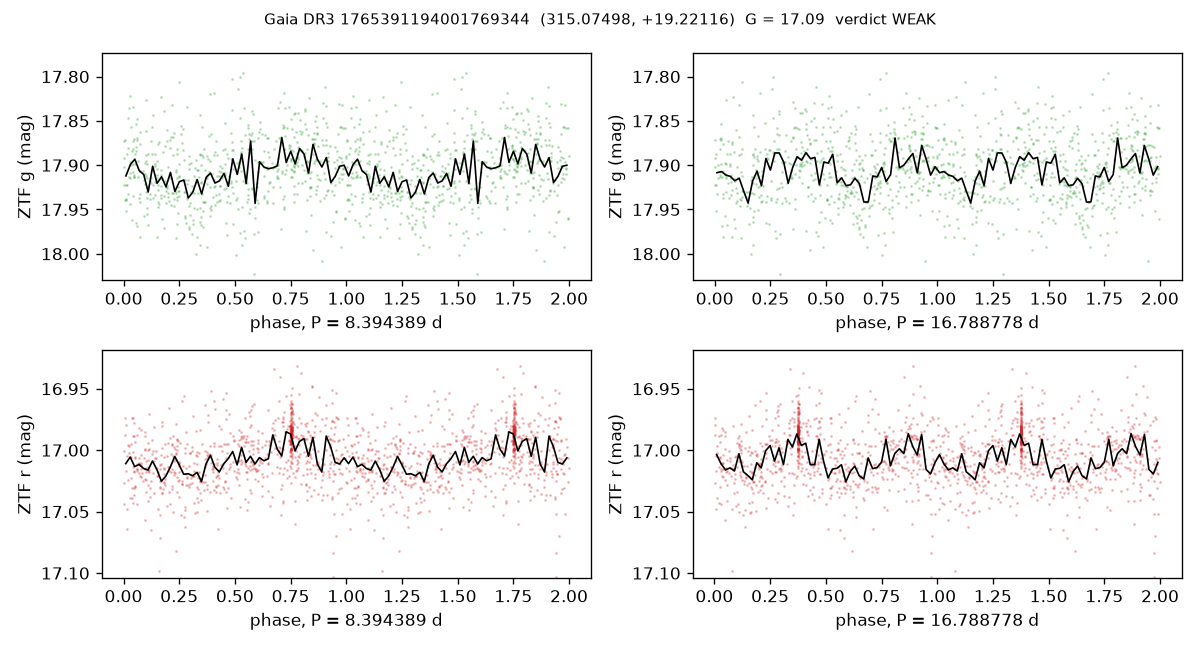 Gaia DR3 1765391194001769344 (315.07498, +19.22116) G = 17.09 verdict WEAK
ZTF g (mag)
17.80
17.85
17.90
17.95
18.00
0.00 0.25 0.50 0.75 1.00 1.25 1.50 1.75 2.00
phase, P = 8.394389 d
ZTF g (mag)
17.80
17.85
17.90
17.95
18.00
0.00 0.25 0.50 0.75 1.00 1.25 1.50 1.75 2.00
phase, P = 16.788778 d
ZTF r (mag)
16.95
17.00
17.05
17.10
0.00 0.25 0.50 0.75 1.00 1.25 1.50 1.75 2.00
phase, P = 8.394389 d
ZTF r (mag)
16.95
17.00
17.05
17.10
0.00 0.25 0.50 0.75 1.00 1.25 1.50 1.75 2.00
phase, P = 16.788778 d